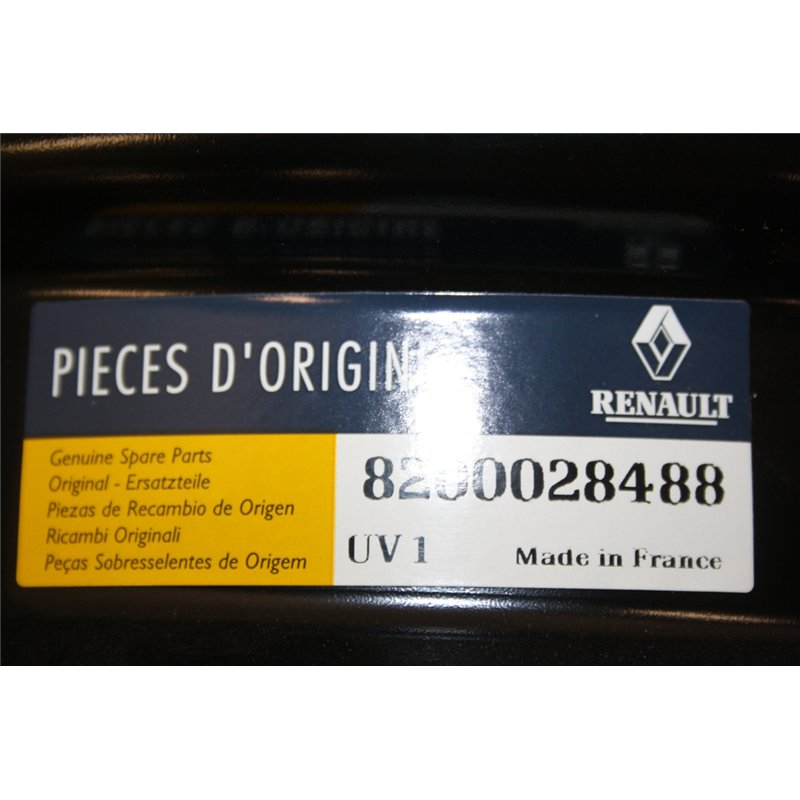 PIECES D'ORIGIN
RENAULT
Genuine Spare Parts
Original - Ersatzteile
Piezas de Recambio de Origen
Ricambi Originali
Peças Sobresselentes de Origem
8200028488
UV 1
Made in France